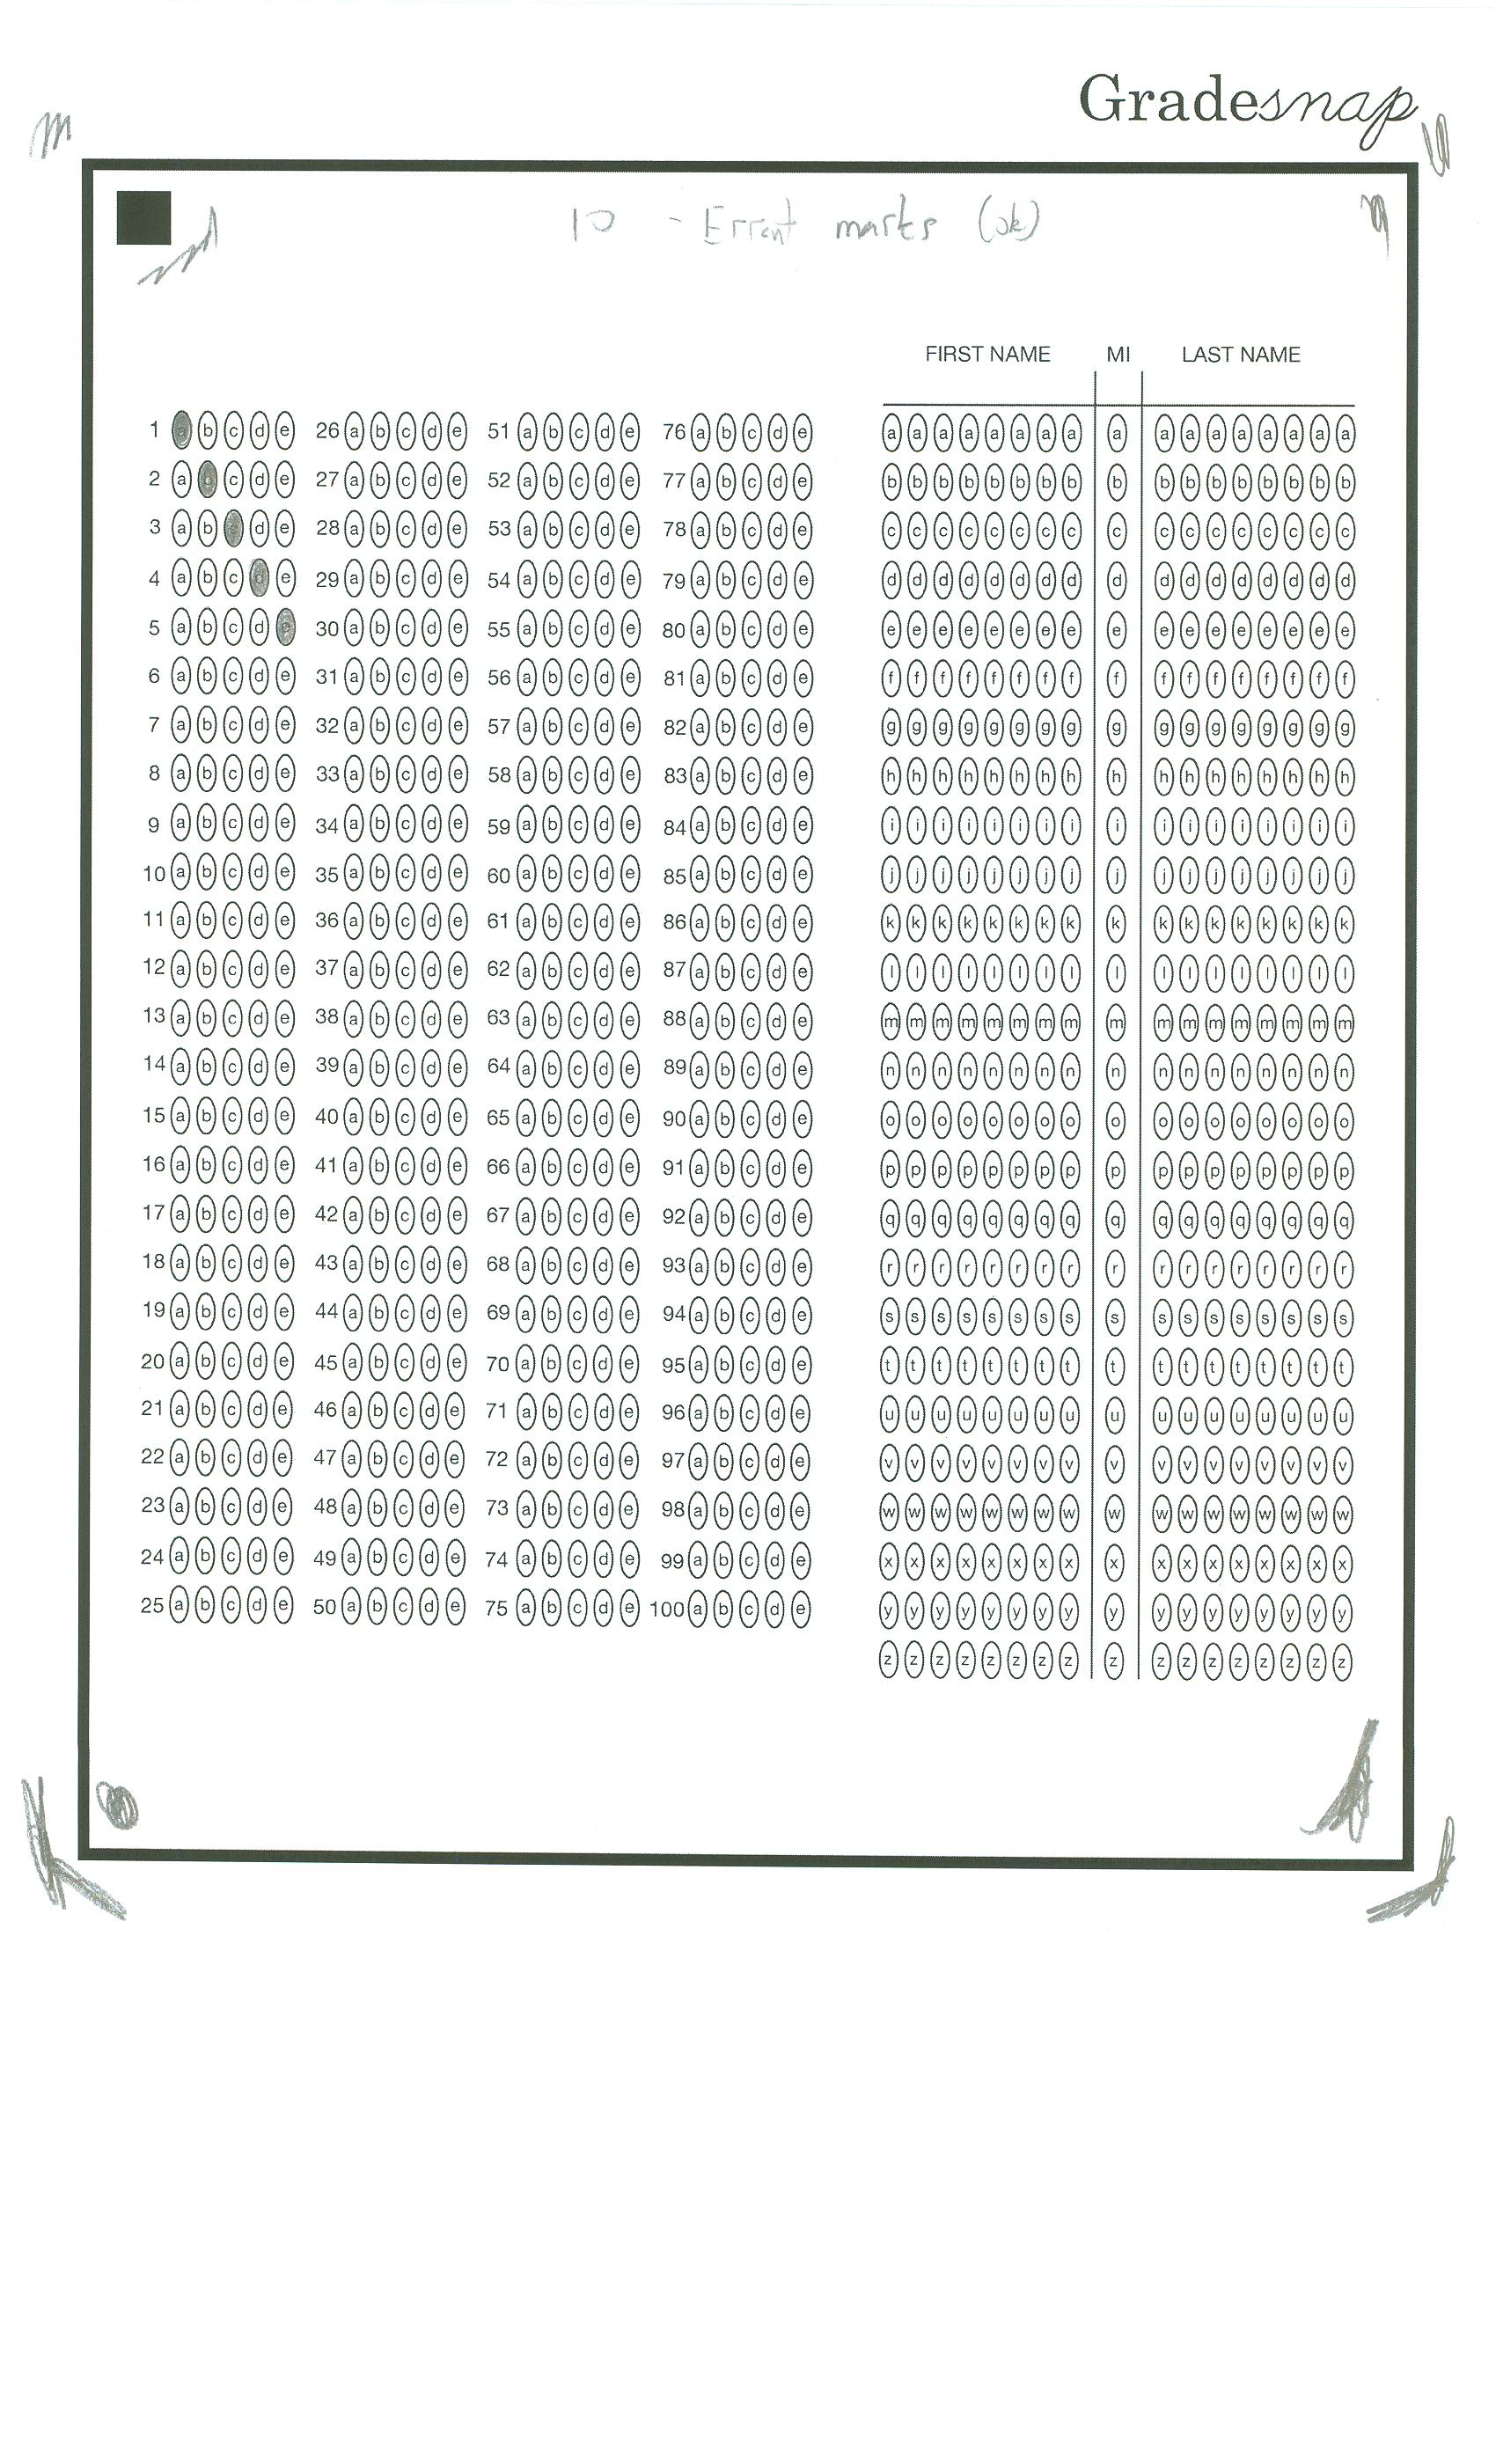 Gradesnap
10 - Errant marks (ok)
FIRST NAME MI LAST NAME
1 a b c d e 26 a b c d e 51 a b c d e 76 a b c d e a a a a a a a a a a a a a a a a a
2 a b c d e 27 a b c d e 52 a b c d e 77 a b c d e b b b b b b b b b b b b b b b b b
3 a b c d e 28 a b c d e 53 a b c d e 78 a b c d e c c c c c c c c c c c c c c c c c
4 a b c d e 29 a b c d e 54 a b c d e 79 a b c d e d d d d d d d d d d d d d d d d d
5 a b c d e 30 a b c d e 55 a b c d e 80 a b c d e e e e e e e e e e e e e e e e e e
6 a b c d e 31 a b c d e 56 a b c d e 81 a b c d e f f f f f f f f f f f f f f f f f
7 a b c d e 32 a b c d e 57 a b c d e 82 a b c d e g g g g g g g g g g g g g g g g g
8 a b c d e 33 a b c d e 58 a b c d e 83 a b c d e h h h h h h h h h h h h h h h h h
9 a b c d e 34 a b c d e 59 a b c d e 84 a b c d e i i i i i i i i i i i i i i i i i
10 a b c d e 35 a b c d e 60 a b c d e 85 a b c d e j j j j j j j j j j j j j j j j j
11 a b c d e 36 a b c d e 61 a b c d e 86 a b c d e k k k k k k k k k k k k k k k k k
12 a b c d e 37 a b c d e 62 a b c d e 87 a b c d e l l l l l l l l l l l l l l l l l
13 a b c d e 38 a b c d e 63 a b c d e 88 a b c d e m m m m m m m m m m m m m m m m m
14 a b c d e 39 a b c d e 64 a b c d e 89 a b c d e n n n n n n n n n n n n n n n n n
15 a b c d e 40 a b c d e 65 a b c d e 90 a b c d e o o o o o o o o o o o o o o o o o
16 a b c d e 41 a b c d e 66 a b c d e 91 a b c d e p p p p p p p p p p p p p p p p p
17 a b c d e 42 a b c d e 67 a b c d e 92 a b c d e q q q q q q q q q q q q q q q q q
18 a b c d e 43 a b c d e 68 a b c d e 93 a b c d e r r r r r r r r r r r r r r r r r
19 a b c d e 44 a b c d e 69 a b c d e 94 a b c d e s s s s s s s s s s s s s s s s s
20 a b c d e 45 a b c d e 70 a b c d e 95 a b c d e t t t t t t t t t t t t t t t t t
21 a b c d e 46 a b c d e 71 a b c d e 96 a b c d e u u u u u u u u u u u u u u u u u
22 a b c d e 47 a b c d e 72 a b c d e 97 a b c d e v v v v v v v v v v v v v v v v v
23 a b c d e 48 a b c d e 73 a b c d e 98 a b c d e w w w w w w w w w w w w w w w w w
24 a b c d e 49 a b c d e 74 a b c d e 99 a b c d e x x x x x x x x x x x x x x x x x
25 a b c d e 50 a b c d e 75 a b c d e 100 a b c d e y y y y y y y y y y y y y y y y y
z z z z z z z z z z z z z z z z z